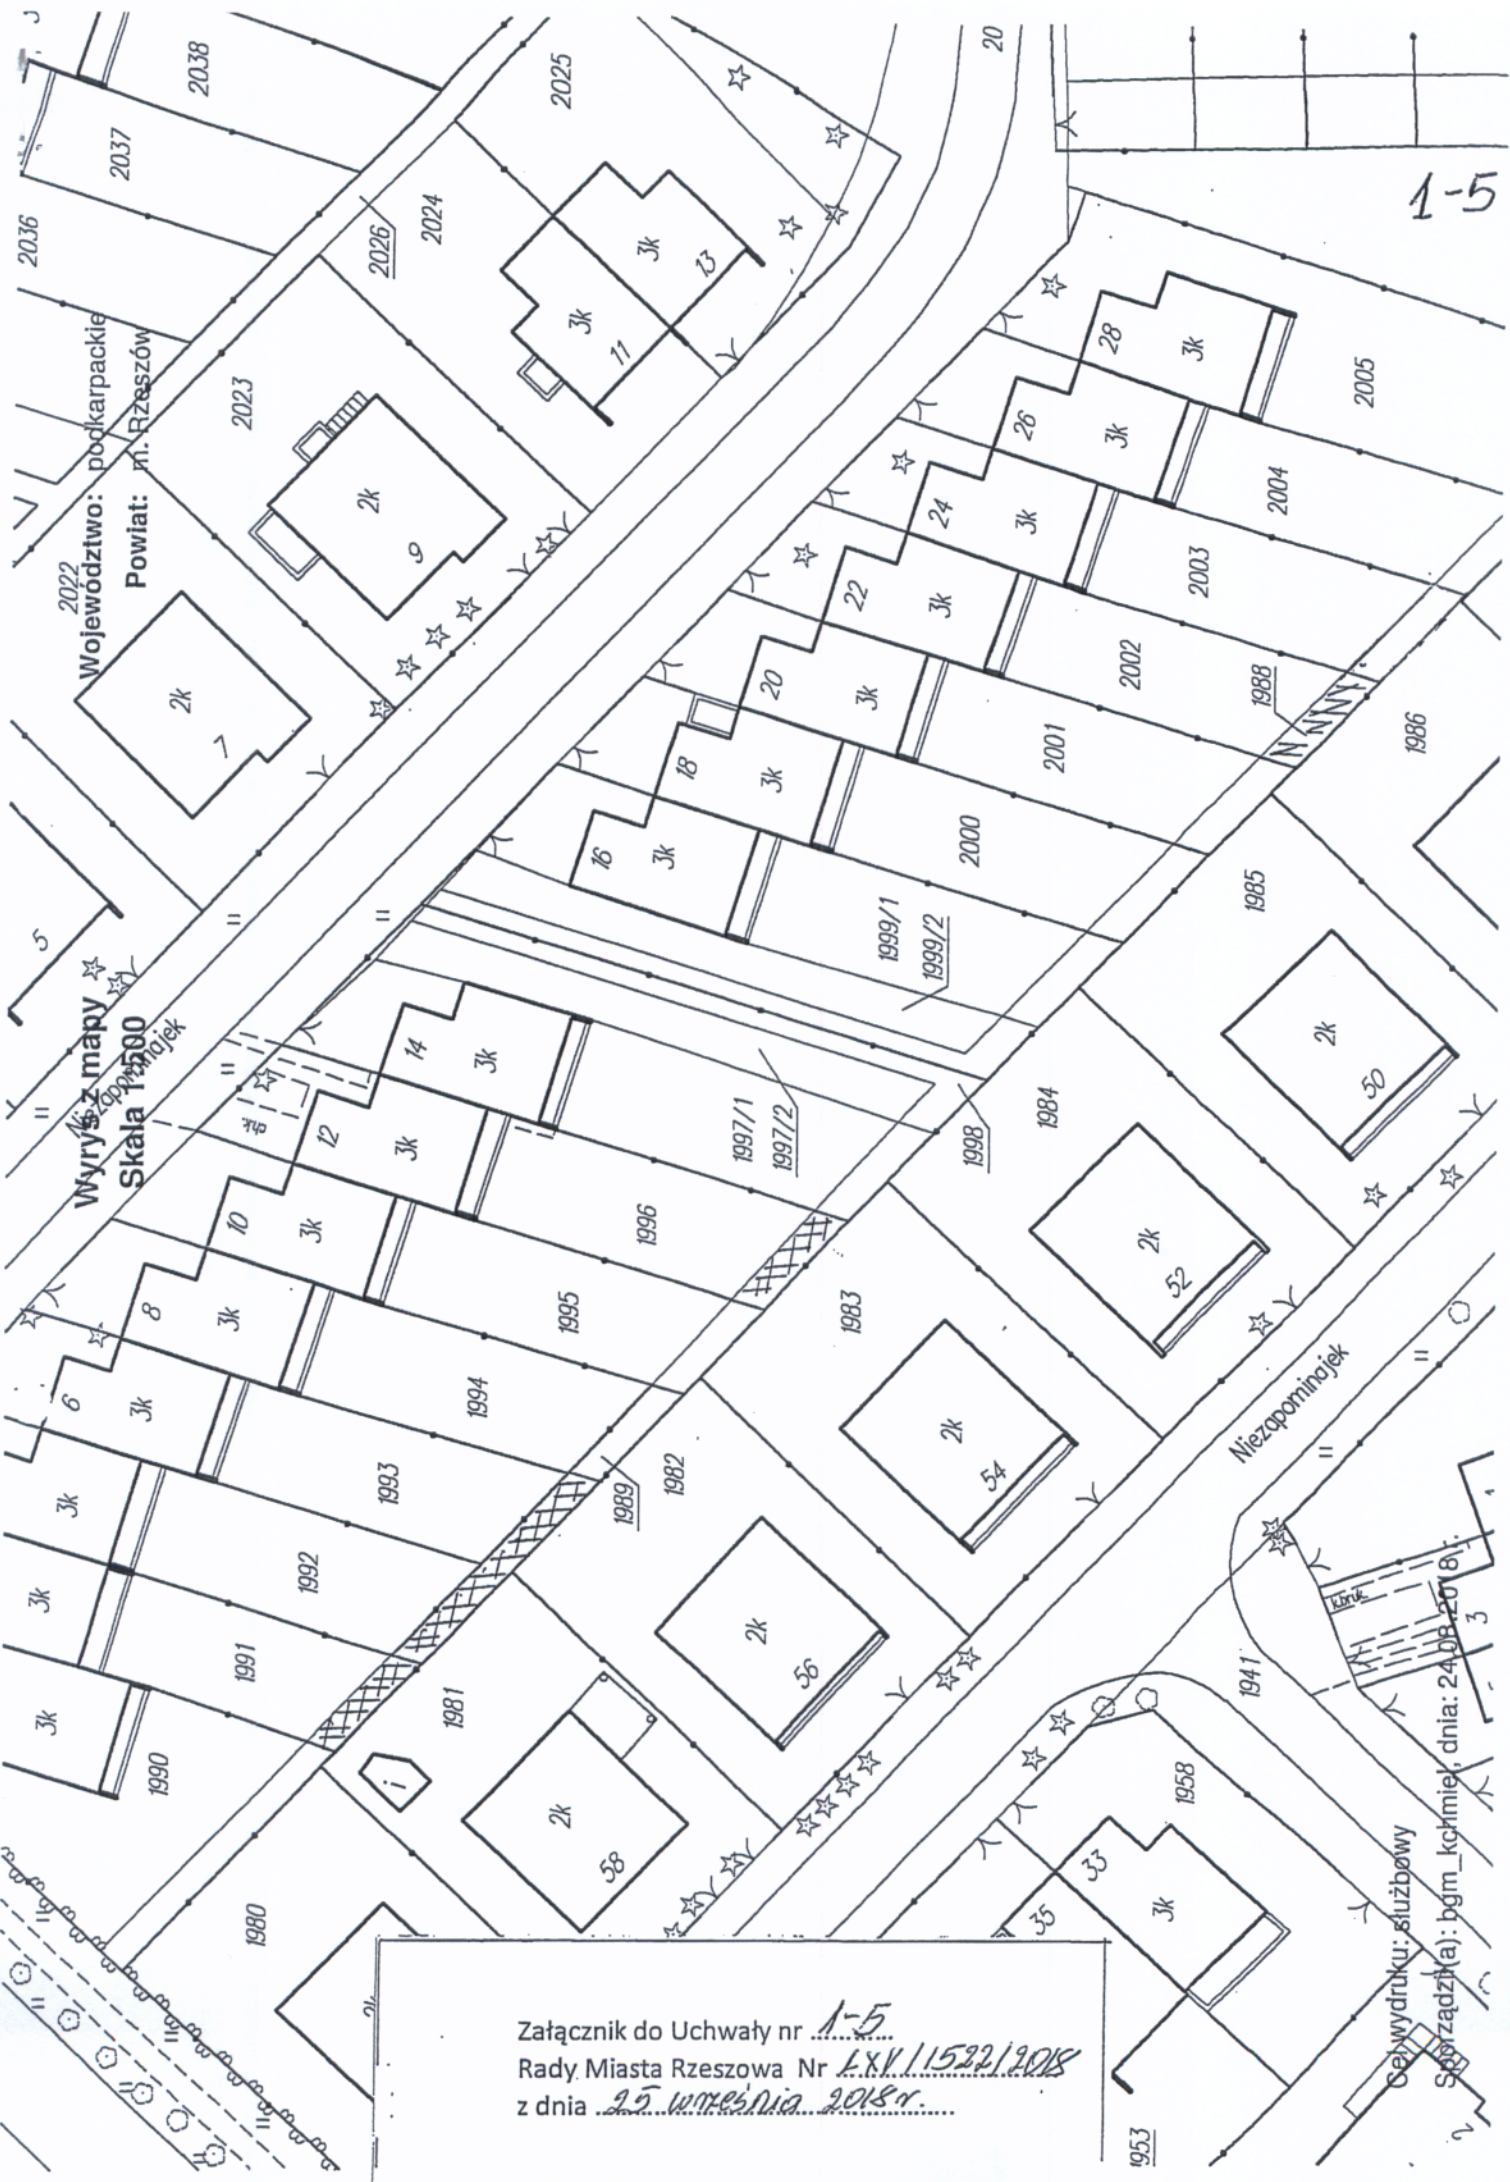 Województwo: podkarpackie
Powiat: m. Rzeszów
Wyrys z mapy
Skala 1:500
1-5
20
2038
2037
2036
2025
2024
2026
2023
2022
3k
13
3k
11
2k
9
2k
7
5
Niezapominajek
28
3k
26
3k
24
3k
22
3k
20
3k
18
3k
16
3k
14
3k
12
3k
10
3k
8
3k
6
3k
3k
3k
3k
2005
2004
2003
2002
2001
2000
1999/1
1999/2
1998
1997/1
1997/2
1996
1995
1994
1993
1992
1991
1990
1989
1988
1986
1985
1984
1983
1982
1981
1980
2k
50
2k
52
2k
54
2k
56
2k
58
i
2k
Niezapominajek
1941
1958
33
35
3k
1953
3
2
Cel wydruku: służbowy
Sporządził(a): bgm_kchmiel, dnia: 24.08.2018 r.
Załącznik do Uchwały nr 1-5
Rady Miasta Rzeszowa Nr LXV/1522/2018
z dnia 25 września 2018 r.